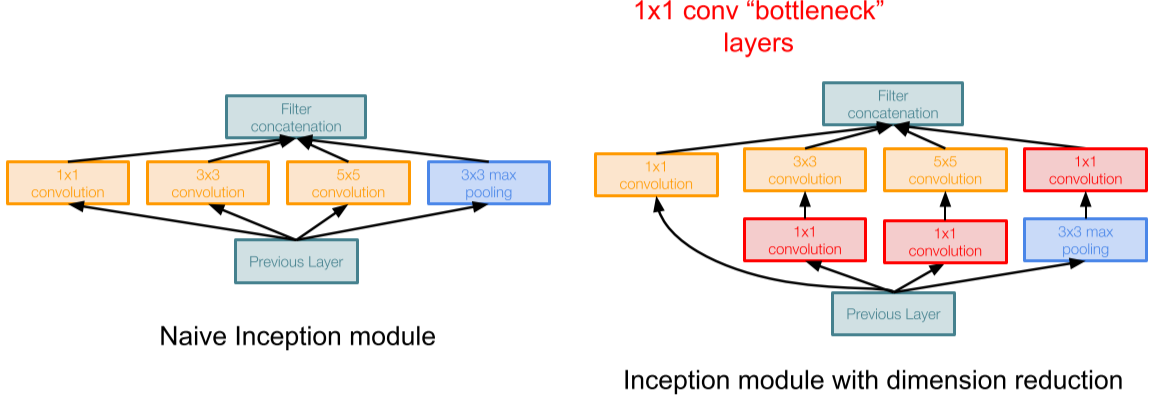 1x1 conv “bottleneck”
layers
Filter
concatenation
1x1
convolution
3x3
convolution
5x5
convolution
3x3 max
pooling
Previous Layer
Naive Inception module
Filter
concatenation
1x1
convolution
3x3
convolution
5x5
convolution
1x1
convolution
1x1
convolution
1x1
convolution
3x3 max
pooling
Previous Layer
Inception module with dimension reduction